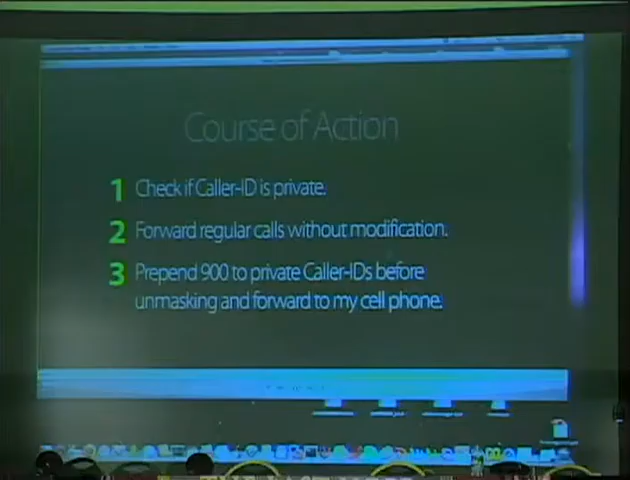 Course of Action
1 Check if Caller-ID is private.
2 Forward regular calls without modification.
3 Prepend 900 to private Caller-IDs before
unmasking and forward to my cell phone.